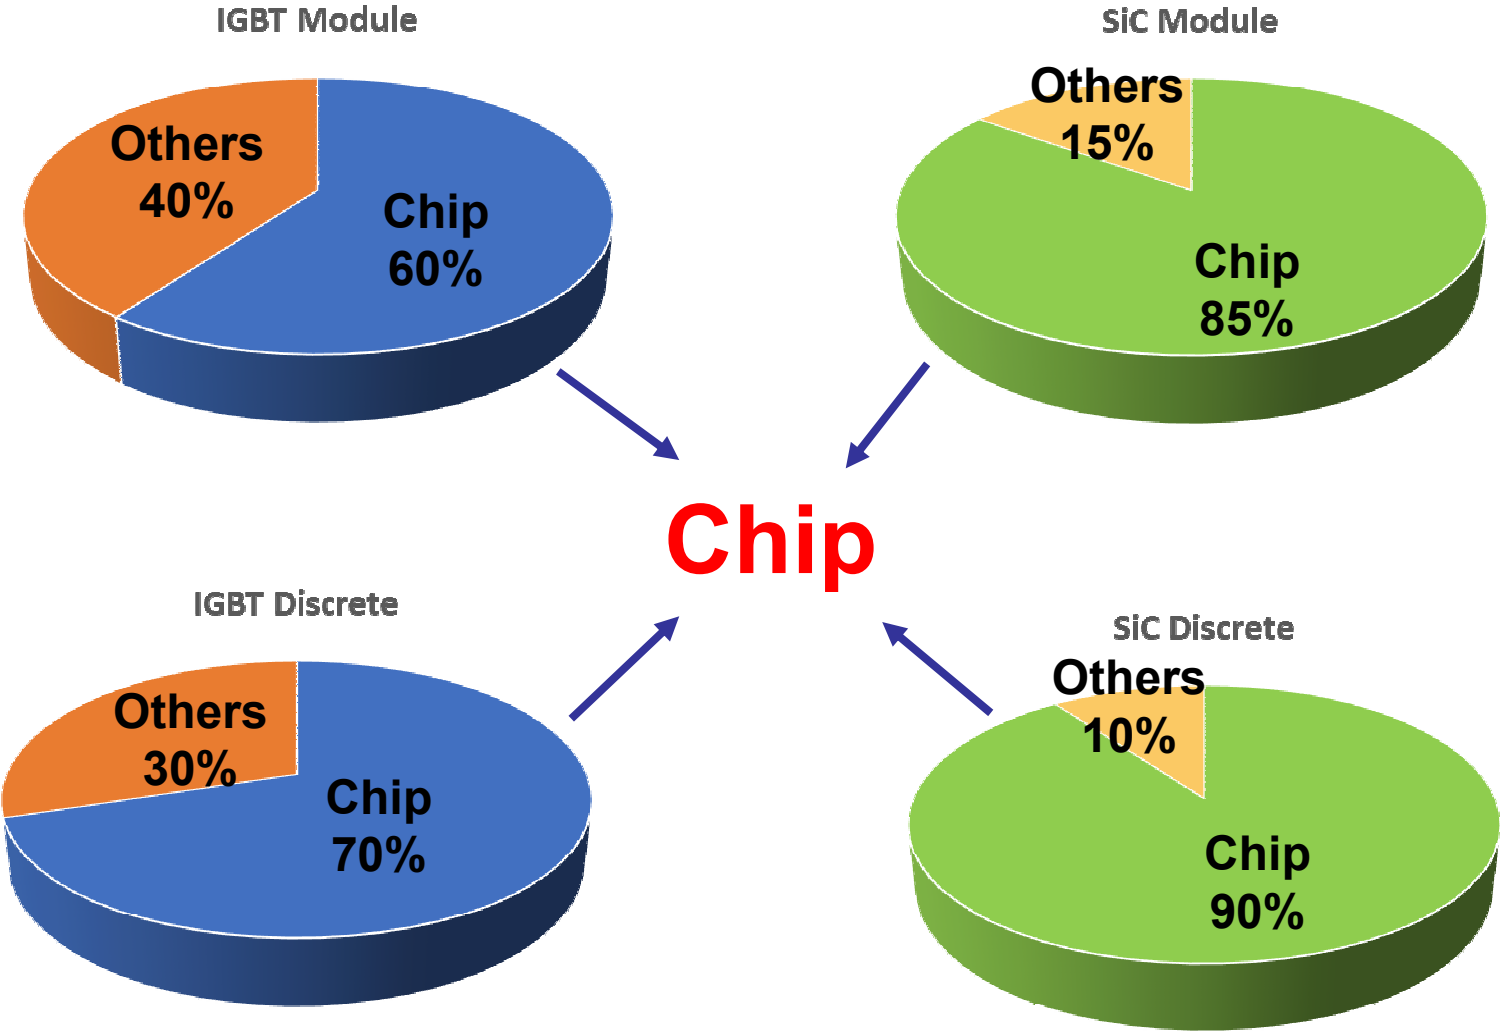 IGBT Module
Others
40%
Chip
60%
SiC Module
Others
15%
Chip
85%
Chip
IGBT Discrete
Others
30%
Chip
70%
SiC Discrete
Others
10%
Chip
90%